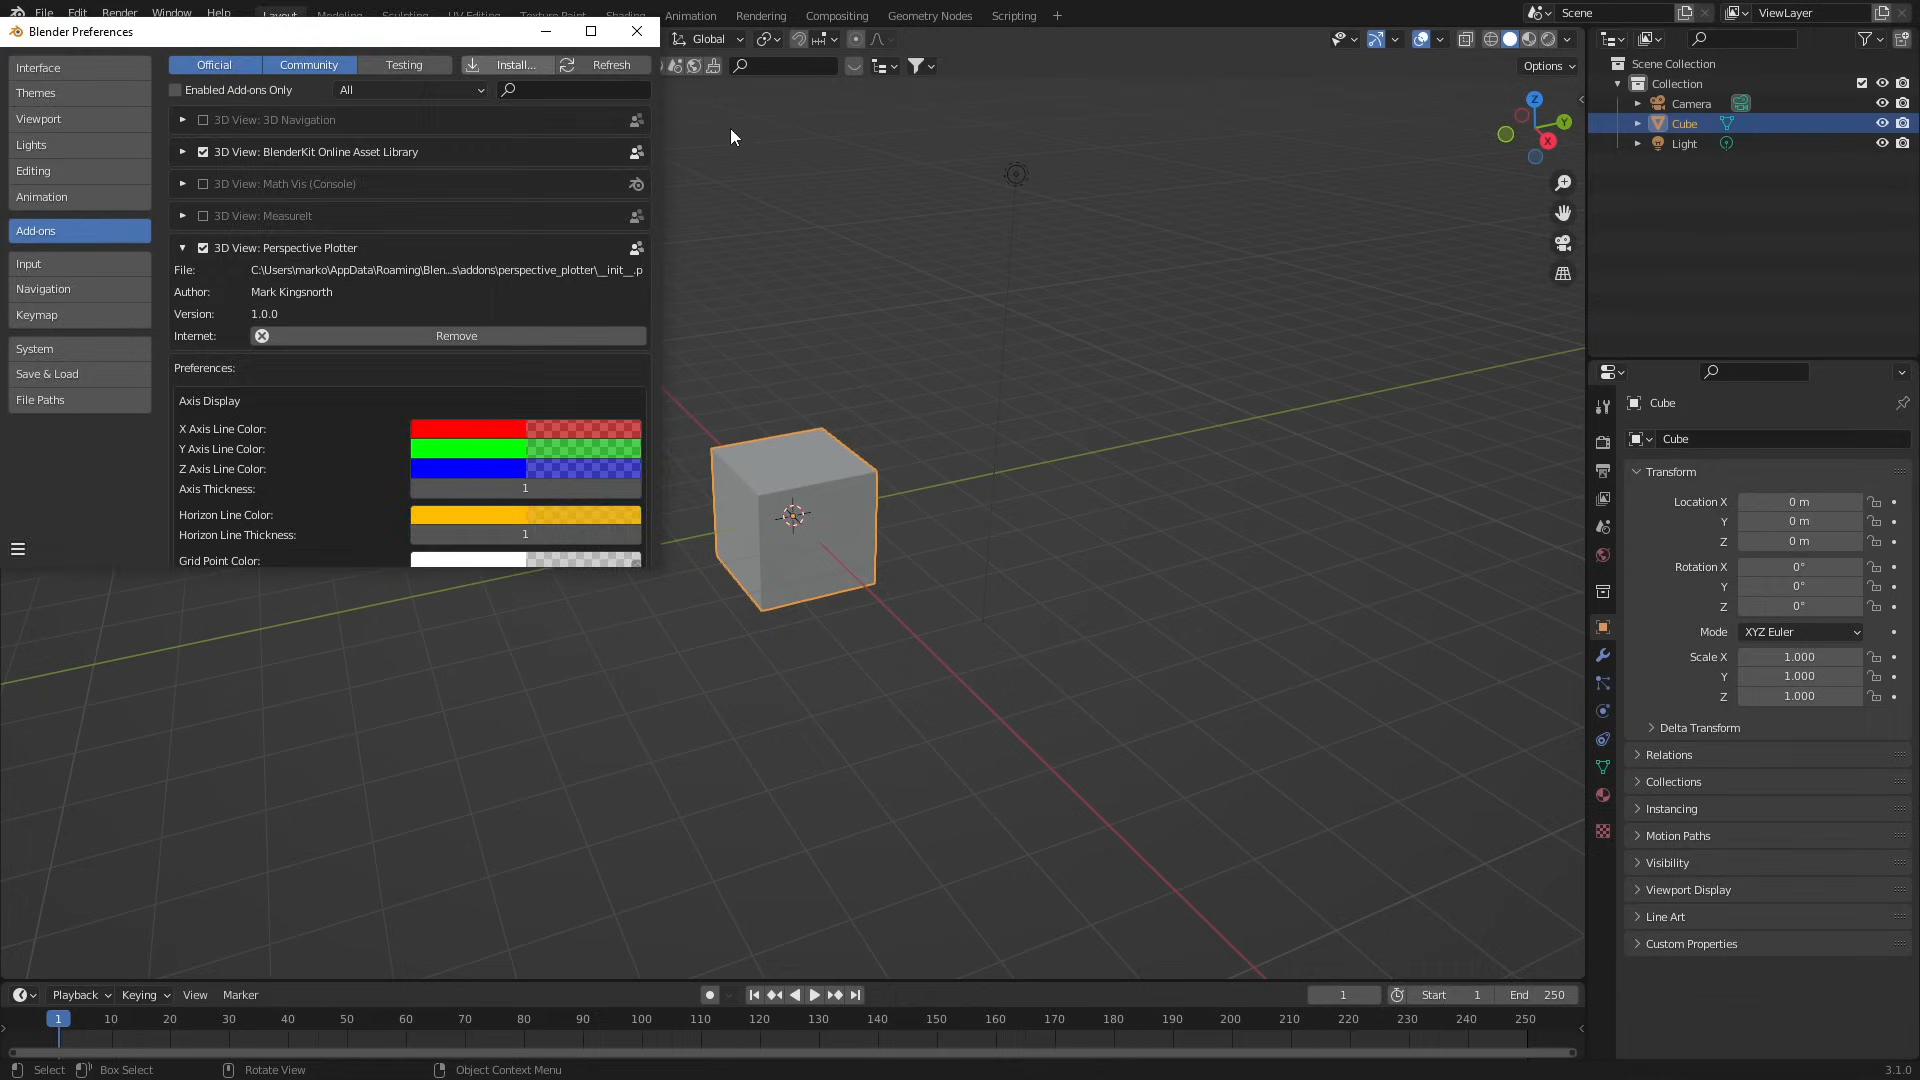 File Edit Render Window Help Layout Modeling Sculpting UV Editing Texture Paint Shading Animation Rendering Compositing Geometry Nodes Scripting +
Scene ViewLayer
Blender Preferences
Global
Options
Interface
Themes
Viewport
Lights
Editing
Animation
Add-ons
Input
Navigation
Keymap
System
Save & Load
File Paths
Official Community Testing Install... Refresh
Enabled Add-ons Only All
3D View: 3D Navigation
3D View: BlenderKit Online Asset Library
3D View: Math Vis (Console)
3D View: MeasureIt
3D View: Perspective Plotter
File: C:\Users\marko\AppData\Roaming\Blen...s\addons\perspective_plotter\__init__.p
Author: Mark Kingsnorth
Version: 1.0.0
Internet: Remove
Preferences:
Axis Display
X Axis Line Color:
Y Axis Line Color:
Z Axis Line Color:
Axis Thickness: 1
Horizon Line Color:
Horizon Line Thickness: 1
Grid Point Color:
Z
Y
X
Scene Collection
Collection
Camera
Cube
Light
Cube
Cube
Transform
Location X 0 m
Y 0 m
Z 0 m
Rotation X 0°
Y 0°
Z 0°
Mode XYZ Euler
Scale X 1.000
Y 1.000
Z 1.000
Delta Transform
Relations
Collections
Instancing
Motion Paths
Visibility
Viewport Display
Line Art
Custom Properties
Playback Keying View Marker 1 Start 1 End 250
1 10 20 30 40 50 60 70 80 90 100 110 120 130 140 150 160 170 180 190 200 210 220 230 240 250
Select Box Select Rotate View Object Context Menu 3.1.0